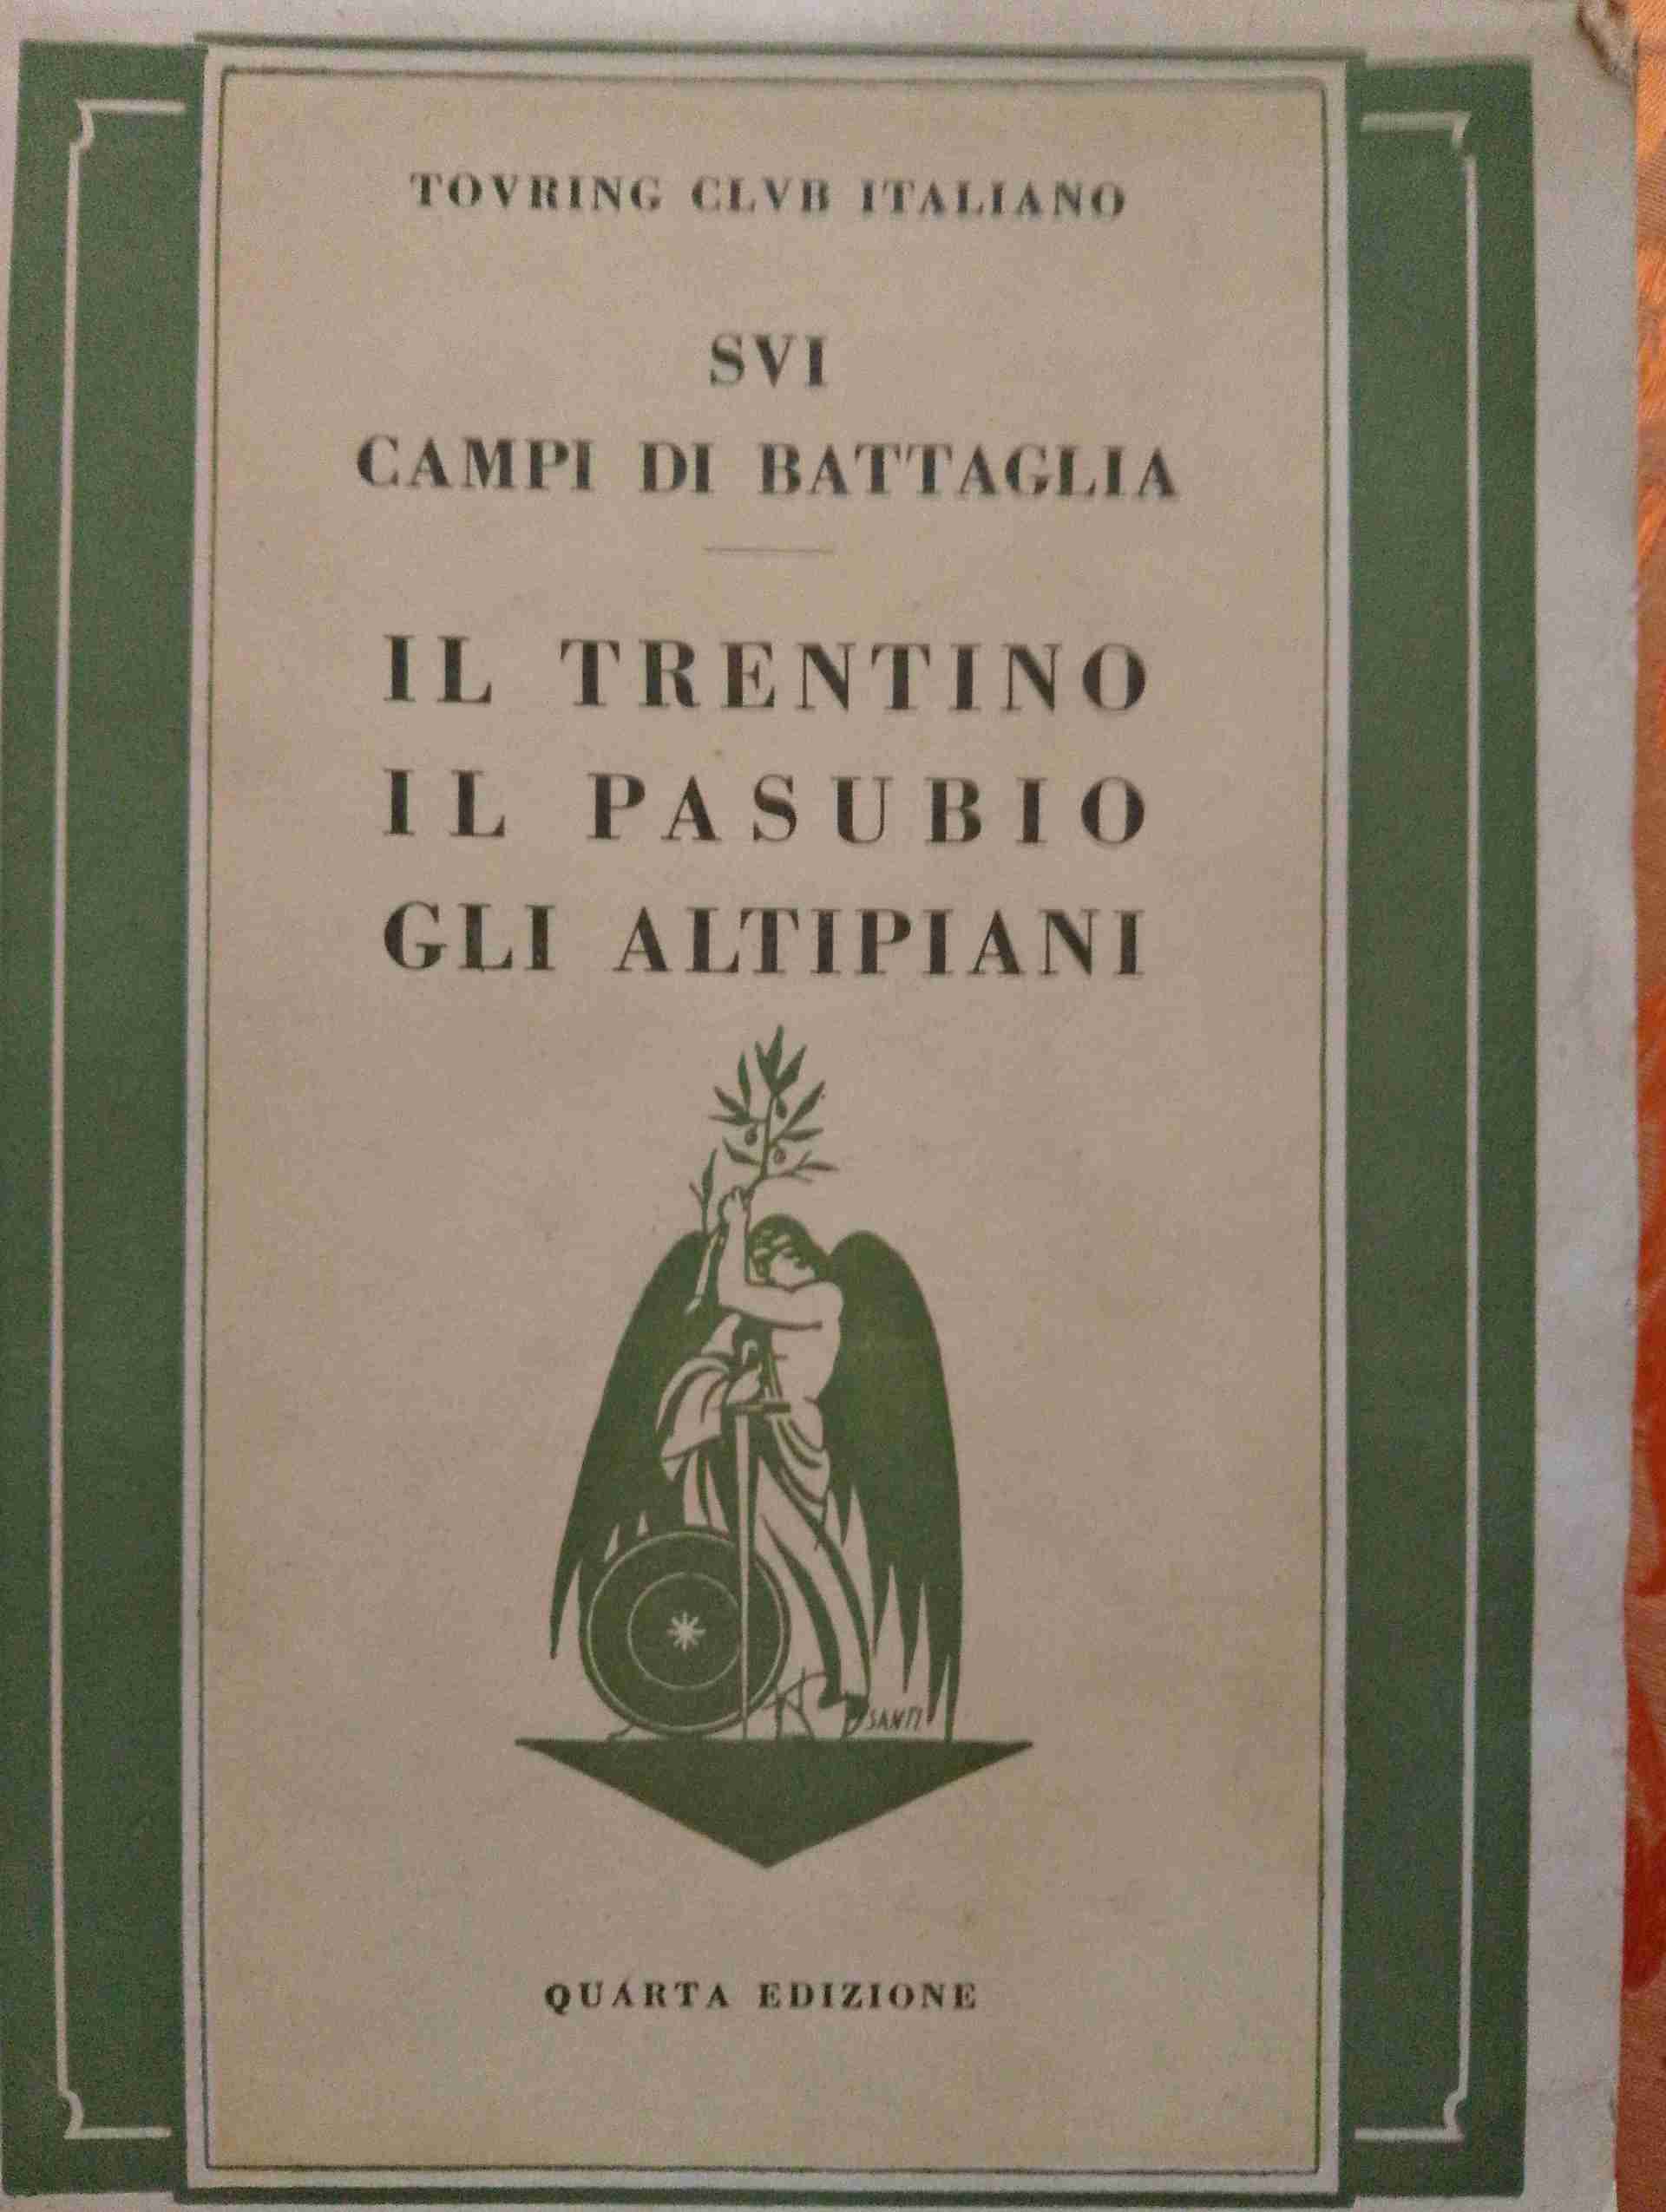 TOVRING CLVB ITALIANO
SVI
CAMPI DI BATTAGLIA
IL TRENTINO
IL PASUBIO
GLI ALTIPIANI
SANTI
QUARTA EDIZIONE